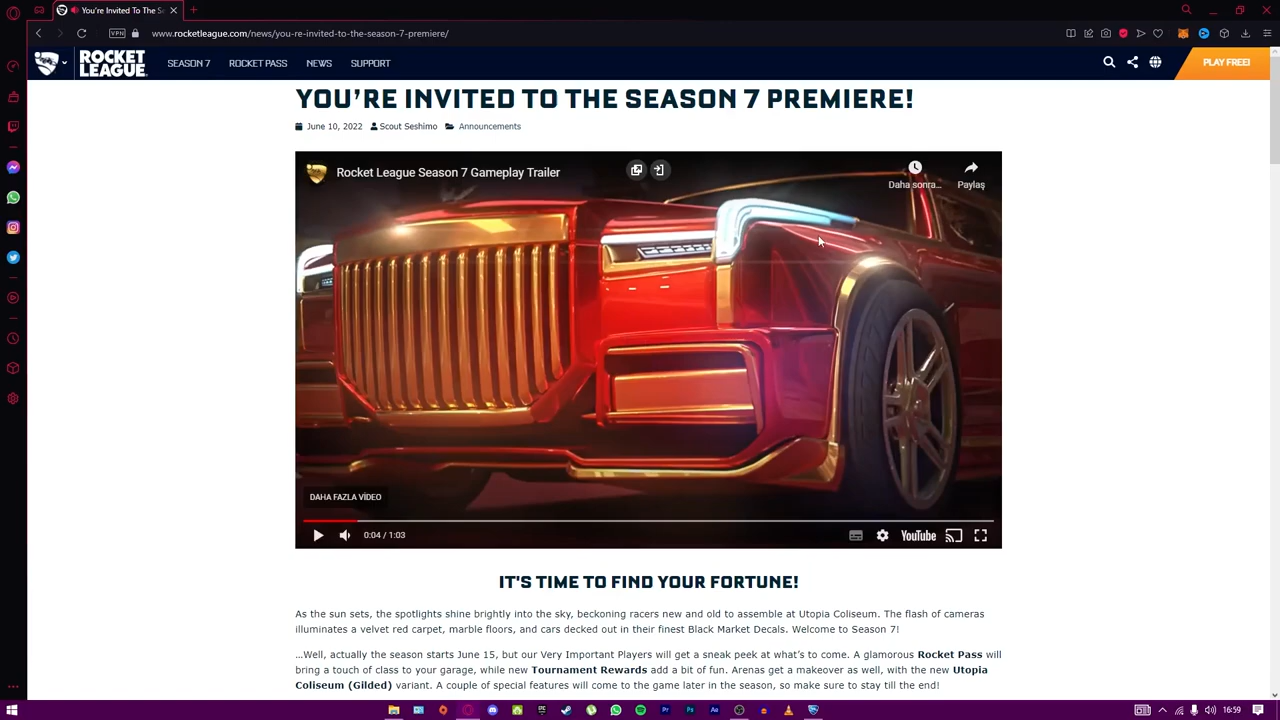 You're Invited to the S
VPN
www.rocketleague.com/news/you-re-invited-to-the-season-7-premiere/
ROCKET
LEAGUE.
SEASON 7
ROCKET PASS
NEWS
SUPPORT
PLAY FREE!
YOU'RE INVITED TO THE SEASON 7 PREMIERE!
June 10, 2022 Scout Seshimo Announcements
Rocket League Season 7 Gameplay Trailer
Daha sonra...
Paylaş
DAHA FAZLA VİDEO
0:04 / 1:03
YouTube
IT'S TIME TO FIND YOUR FORTUNE!
As the sun sets, the spotlights shine brightly into the sky, beckoning racers new and old to assemble at Utopia Coliseum. The flash of cameras
illuminates a velvet red carpet, marble floors, and cars decked out in their finest Black Market Decals. Welcome to Season 7!
...Well, actually the season starts June 15, but our Very Important Players will get a sneak peek at what's to come. A glamorous Rocket Pass will
bring a touch of class to your garage, while new Tournament Rewards add a bit of fun. Arenas get a makeover as well, with the new Utopia
Coliseum (Gilded) variant. A couple of special features will come to the game later in the season, so make sure to stay till the end!
16:59